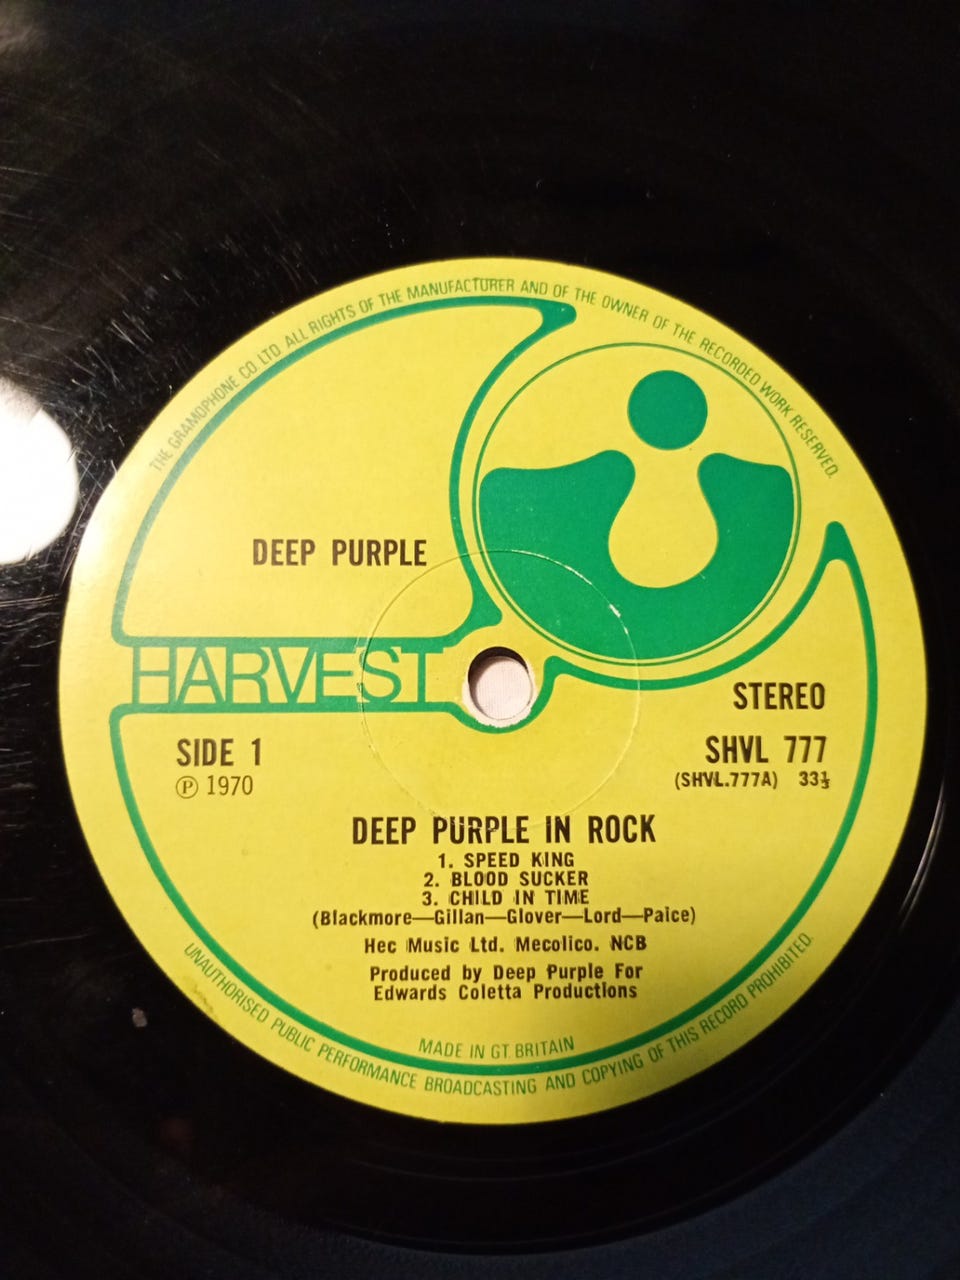 THE GRAMOPHONE CO. LTD. ALL RIGHTS OF THE MANUFACTURER AND OF THE OWNER OF THE RECORDED WORK RESERVED.
DEEP PURPLE
HARVEST
STEREO
SIDE 1
SHVL 777
℗ 1970
(SHVL.777A) 33⅓
DEEP PURPLE IN ROCK
1. SPEED KING
2. BLOOD SUCKER
3. CHILD IN TIME
(Blackmore—Gillan—Glover—Lord—Paice)
Hec Music Ltd. Mecolico. NCB
Produced by Deep Purple For
Edwards Coletta Productions
MADE IN GT. BRITAIN
UNAUTHORISED PUBLIC PERFORMANCE BROADCASTING AND COPYING OF THIS RECORD PROHIBITED.